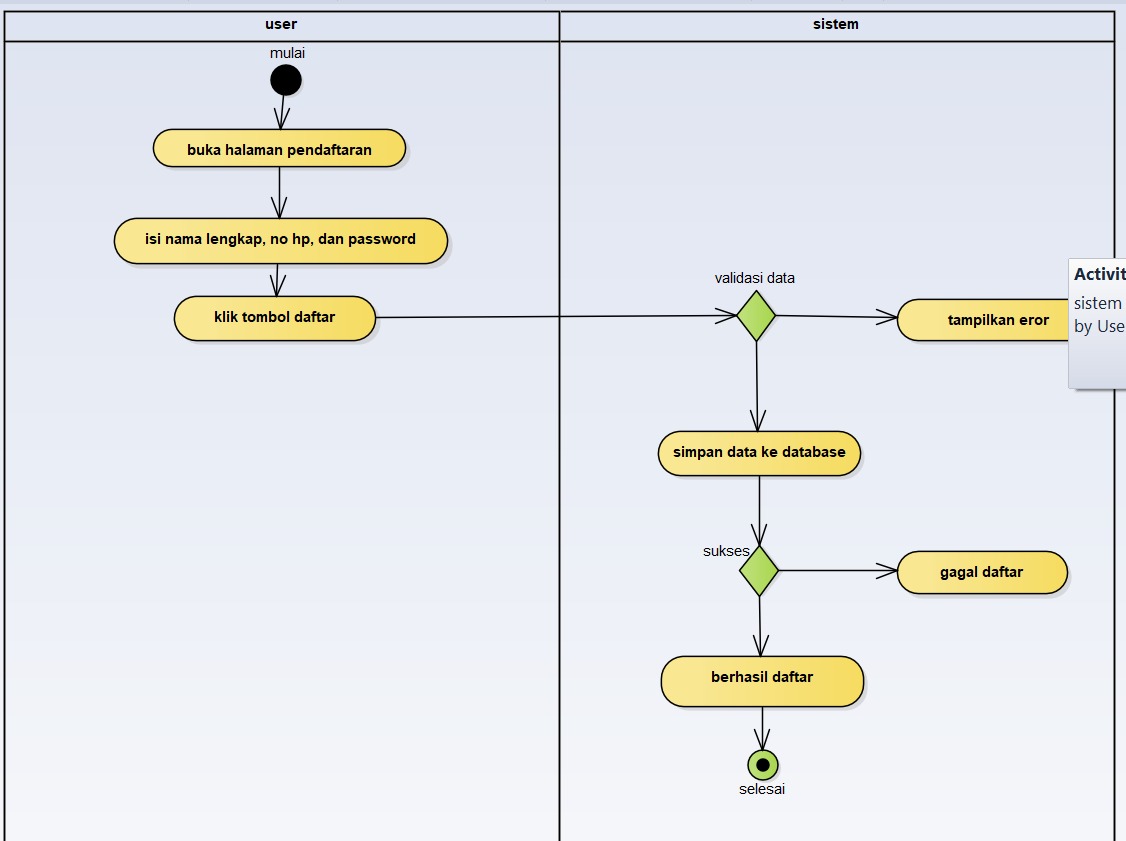 user
sistem
mulai
buka halaman pendaftaran
isi nama lengkap, no hp, dan password
klik tombol daftar
validasi data
tampilkan eror
Activit
sistem
by Use
simpan data ke database
sukses
gagal daftar
berhasil daftar
selesai